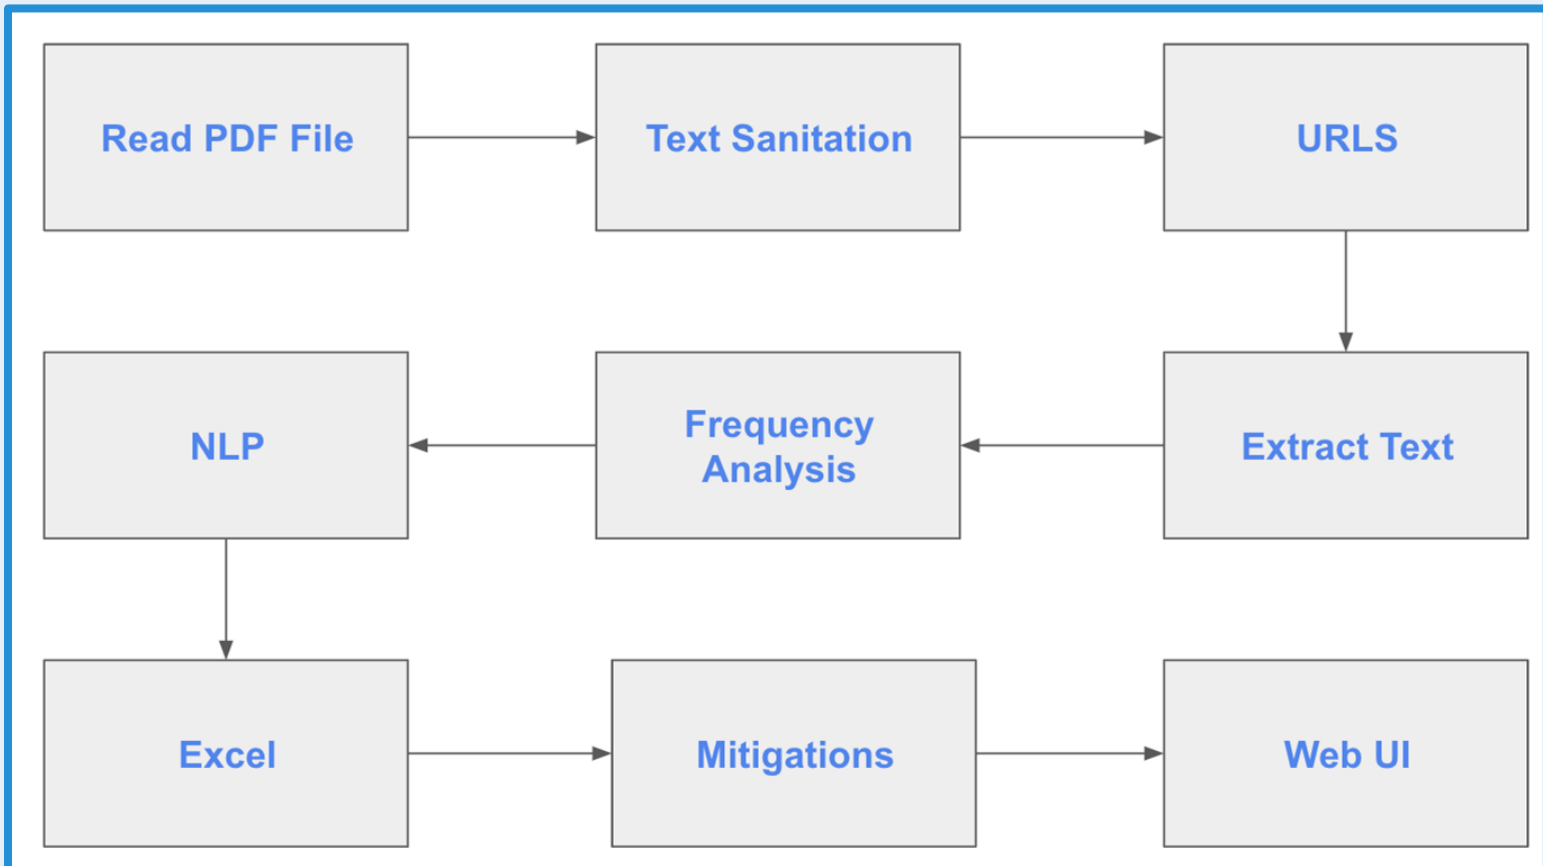 Read PDF File
Text Sanitation
URLS
Extract Text
Frequency
Analysis
NLP
Excel
Mitigations
Web UI